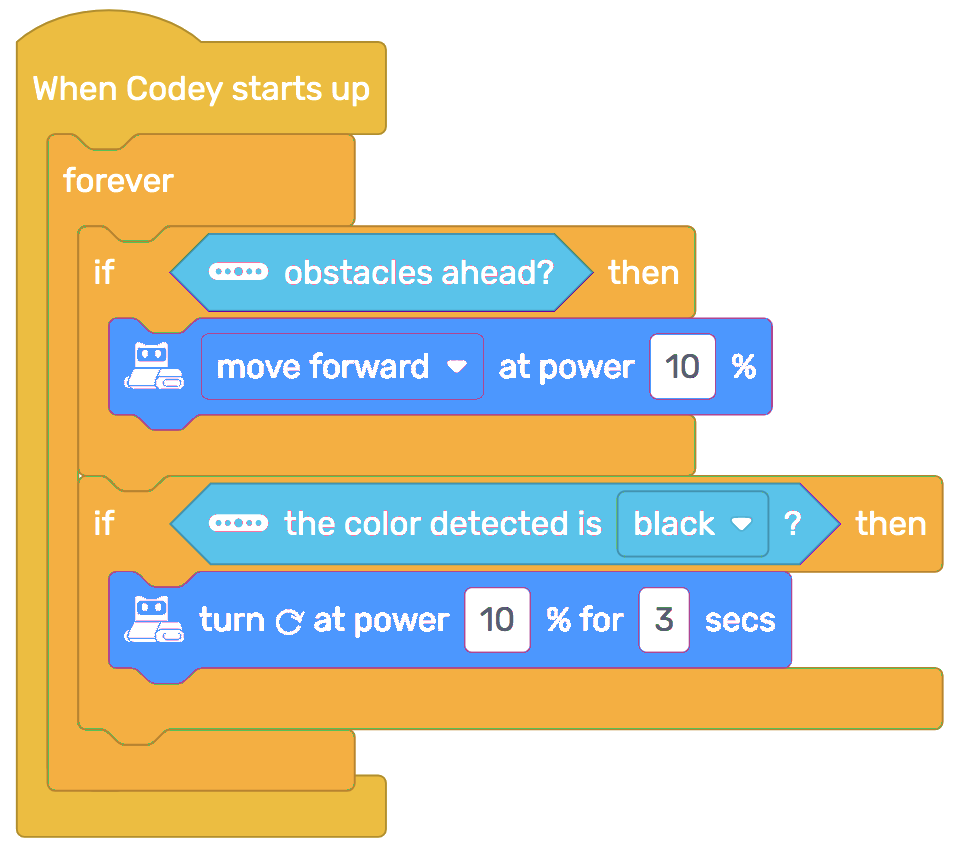 When Codey starts up
forever
if obstacles ahead? then
move forward at power 10 %
if the color detected is black ? then
turn at power 10 % for 3 secs